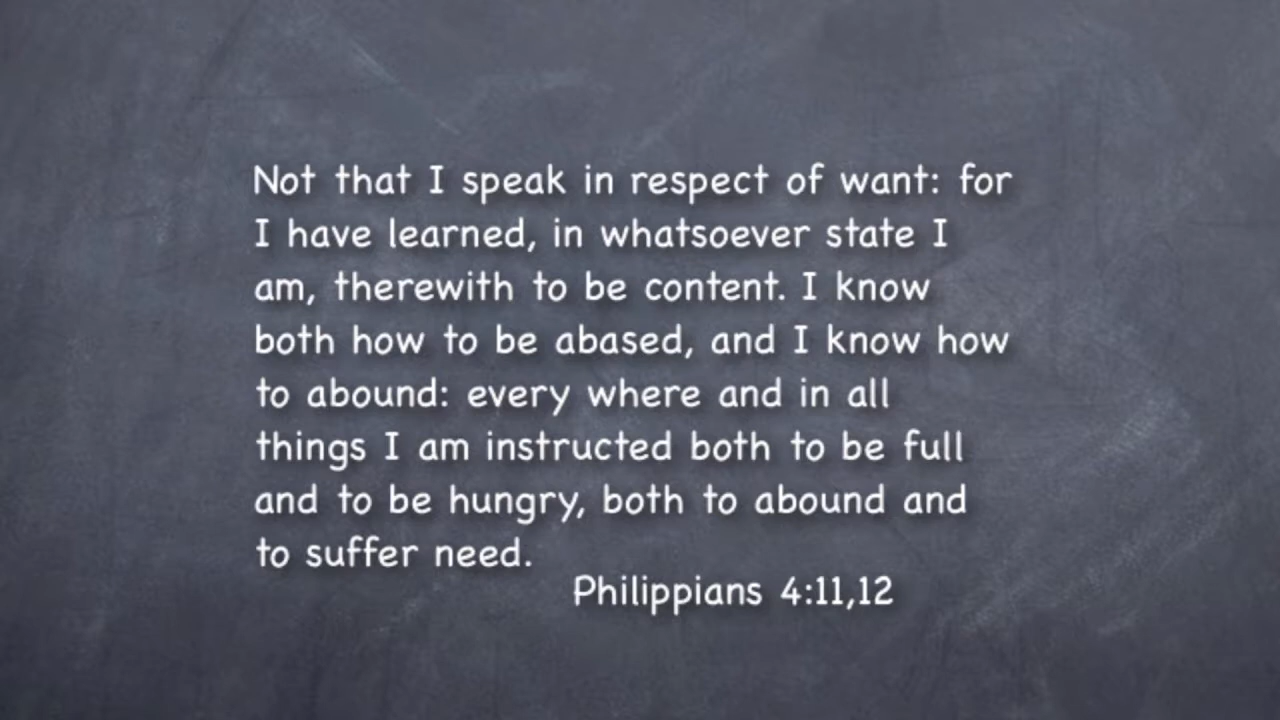 Not that I speak in respect of want: for
I have learned, in whatsoever state I
am, therewith to be content. I know
both how to be abased, and I know how
to abound: every where and in all
things I am instructed both to be full
and to be hungry, both to abound and
to suffer need.
Philippians 4:11,12